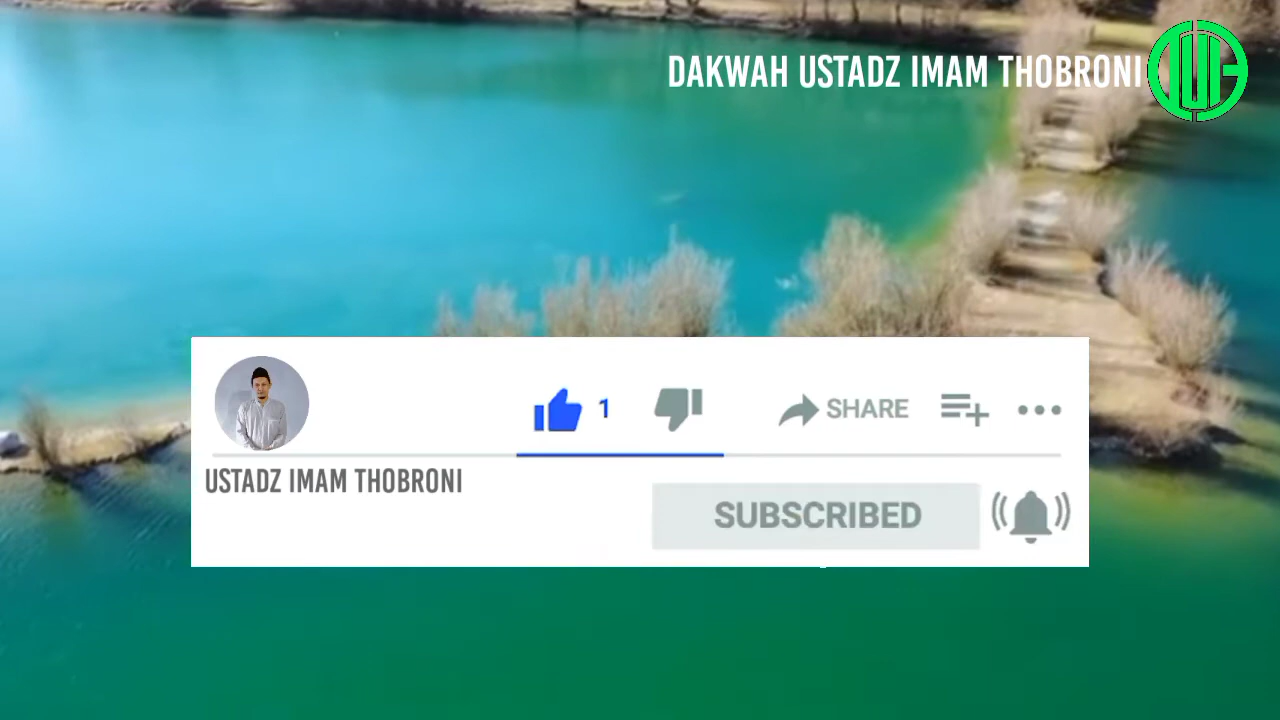 DAKWAH USTADZ IMAM THOBRONI
1
SHARE
USTADZ IMAM THOBRONI
SUBSCRIBED